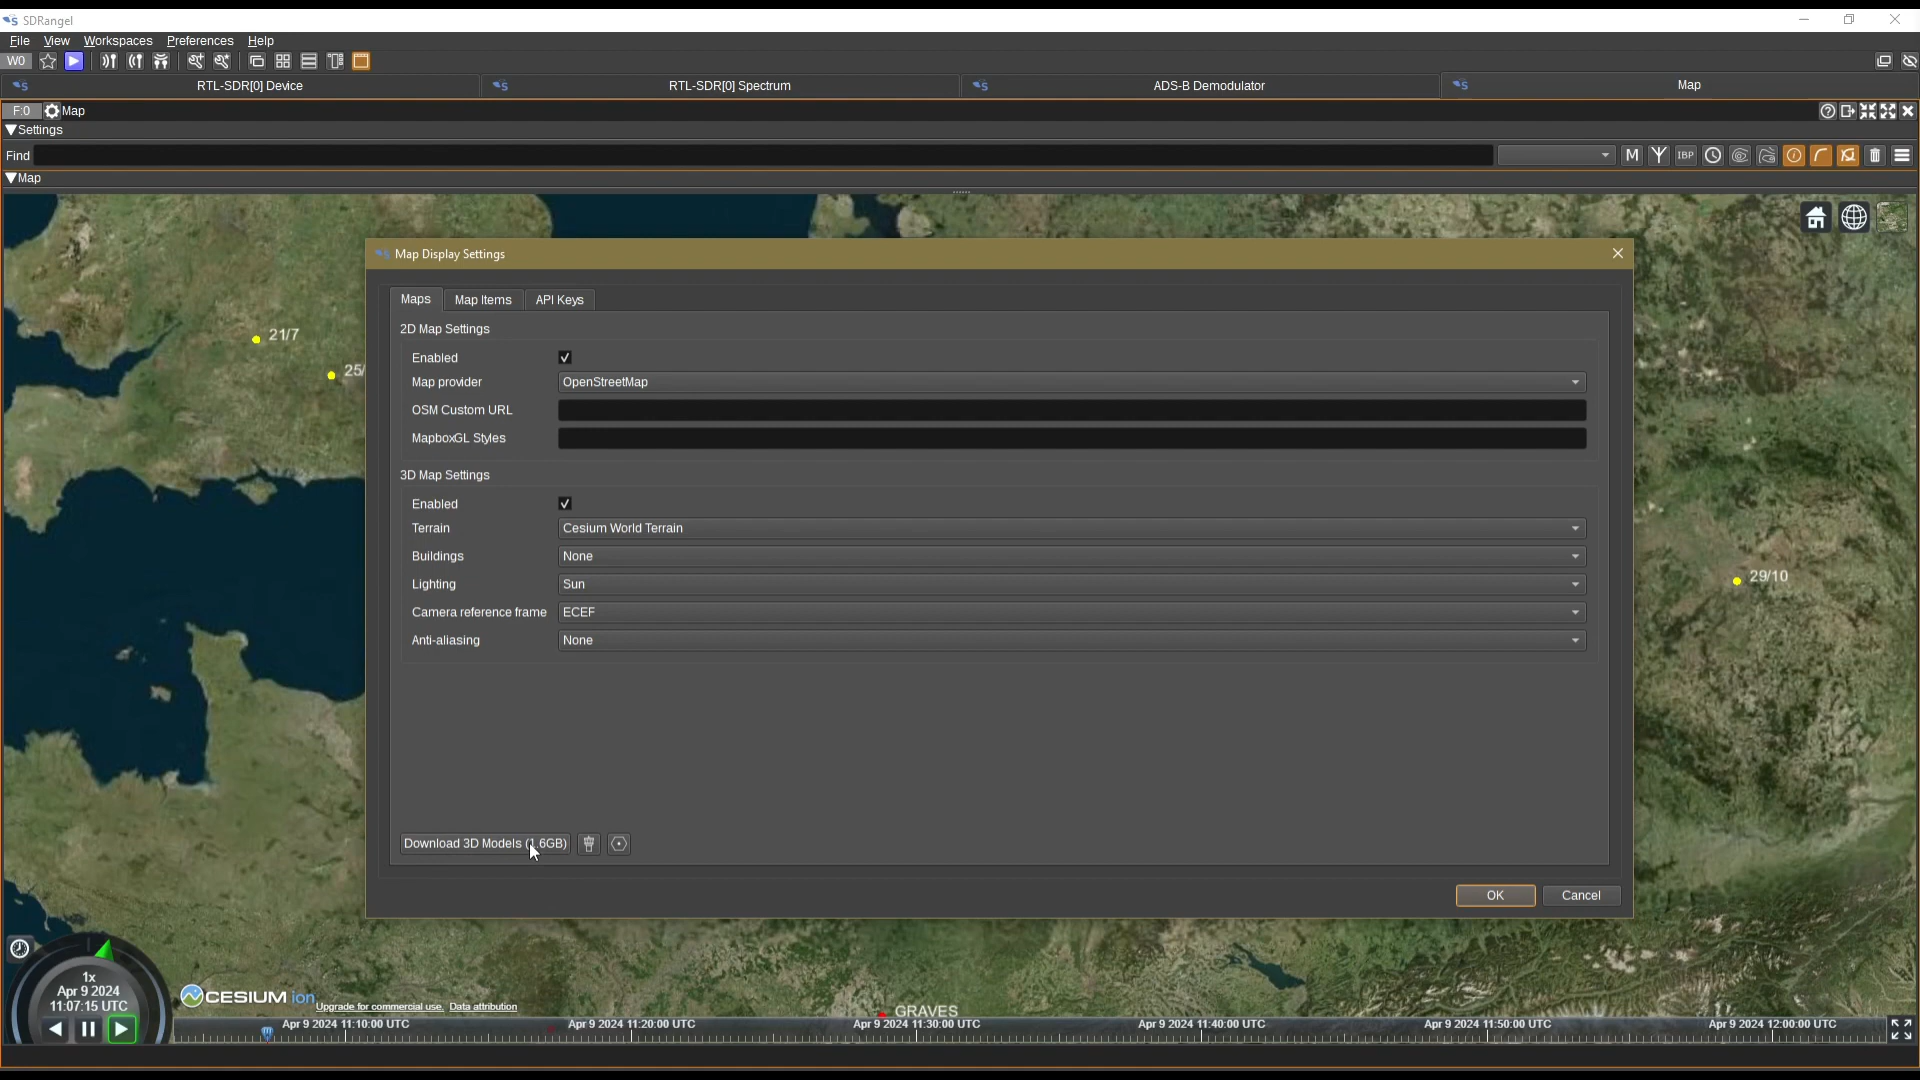 SDRangel
File View Workspaces Preferences Help
W0
RTL-SDR[0] Device RTL-SDR[0] Spectrum ADS-B Demodulator Map
F:0 Map
Settings
Find M IBP
Map
Map Display Settings
Maps Map Items API Keys
2D Map Settings
21/7
Enabled
25/
Map provider OpenStreetMap
OSM Custom URL
MapboxGL Styles
3D Map Settings
Enabled
Terrain Cesium World Terrain
Buildings None
29/10
Lighting Sun
Camera reference frame ECEF
Anti-aliasing None
Download 3D Models (1.6GB)
OK Cancel
1x
Apr 9 2024
11:07:15 UTC
CESIUM ion Upgrade for commercial use. Data attribution
GRAVES
Apr 9 2024 11:10:00 UTC Apr 9 2024 11:20:00 UTC Apr 9 2024 11:30:00 UTC Apr 9 2024 11:40:00 UTC Apr 9 2024 11:50:00 UTC Apr 9 2024 12:00:00 UTC